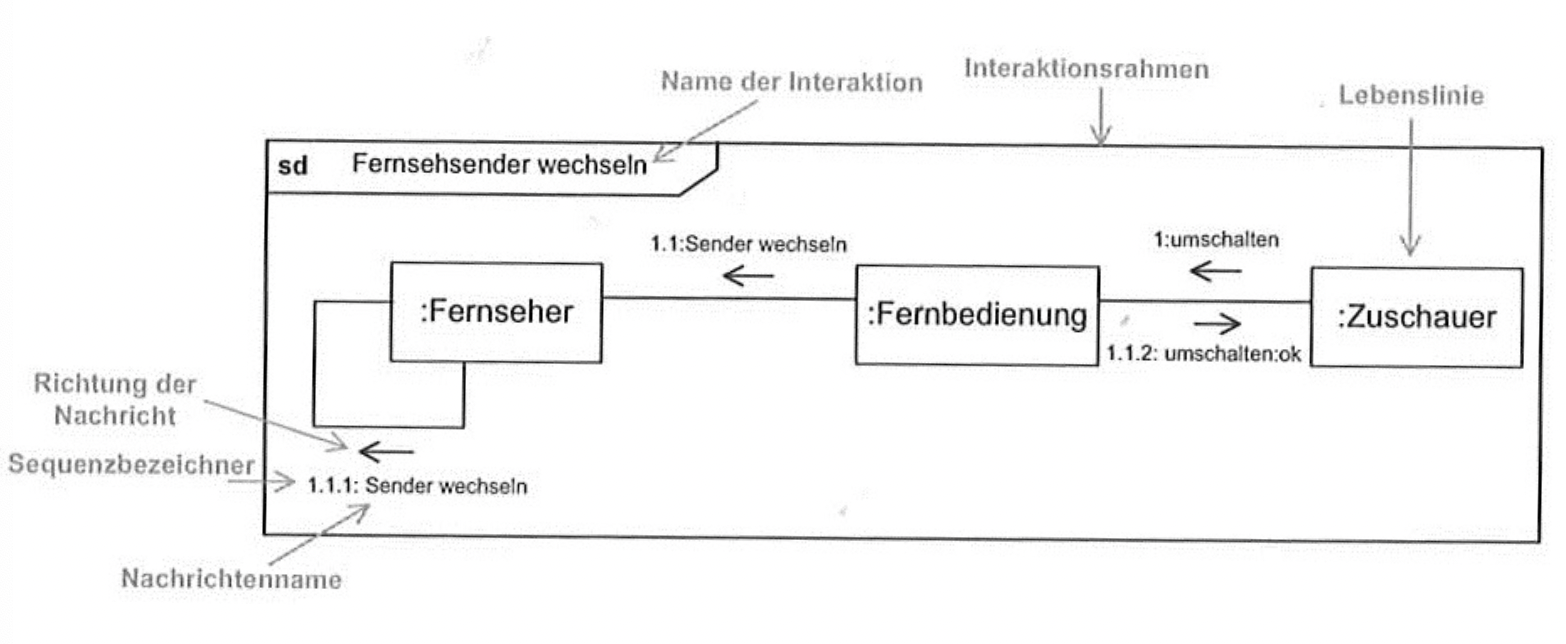 Name der Interaktion
Interaktionsrahmen
Lebenslinie
sd Fernsehsender wechseln
1.1:Sender wechseln
1:umschalten
:Fernseher
:Fernbedienung
:Zuschauer
1.1.2: umschalten:ok
Richtung der
Nachricht
Sequenzbezeichner
1.1.1: Sender wechseln
Nachrichtenname